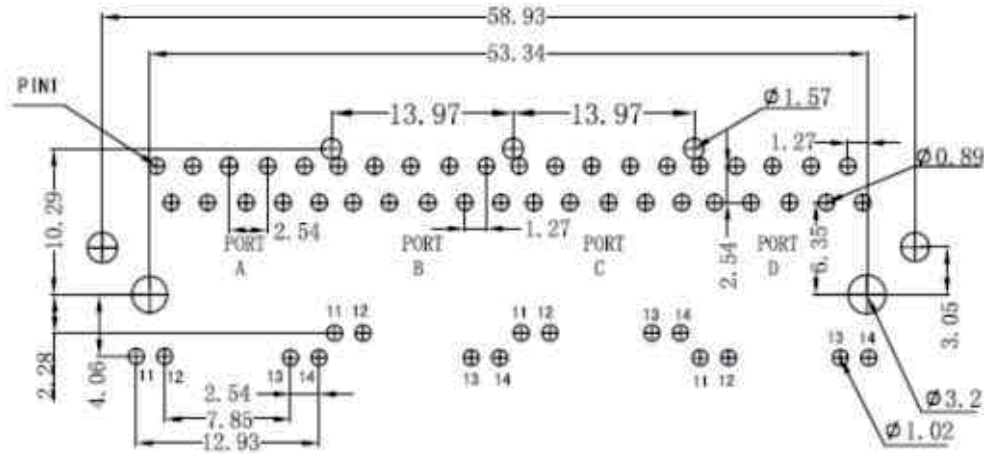 58.93
53.34
PIN1
13.97
13.97
Ø1.57
1.27
Ø0.89
10.29
2.54
1.27
2.54
6.35
PORT
A
PORT
B
PORT
C
PORT
D
3.05
11 12
11 12
13 14
2.28
4.06
11 12
13 14
13 14
11 12
13 14
2.54
7.85
12.93
Ø3.2
Ø1.02